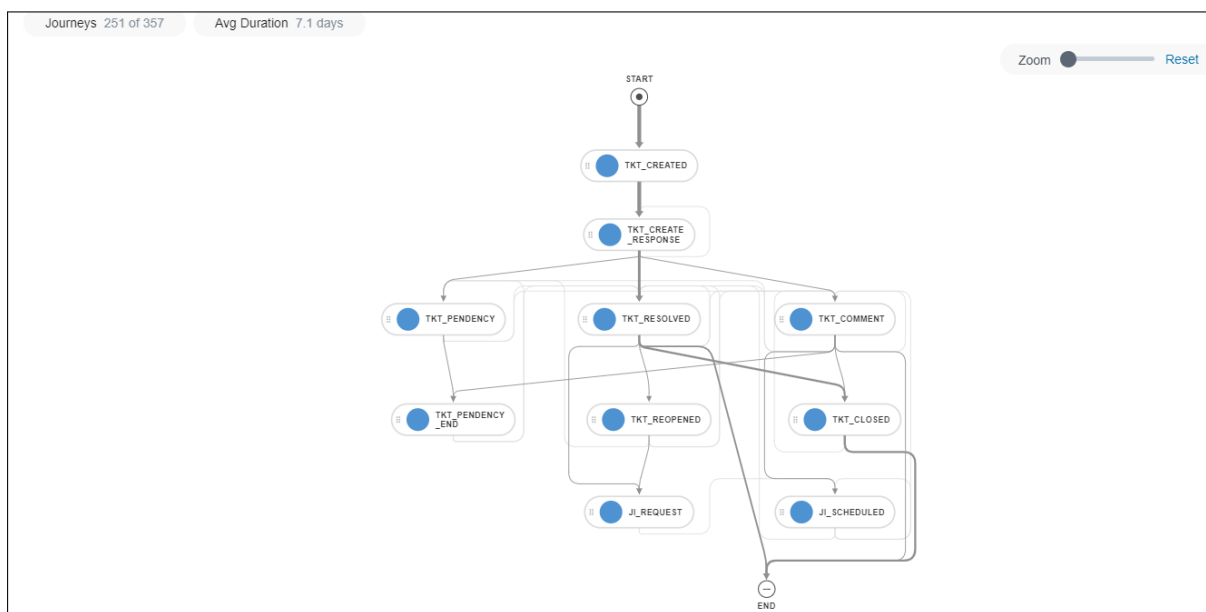 Journeys 251 of 357 Avg Duration 7.1 days
Zoom Reset
START
TKT_CREATED
TKT_CREATE
_RESPONSE
TKT_PENDENCY TKT_RESOLVED TKT_COMMENT
TKT_PENDENCY
_END
TKT_REOPENED TKT_CLOSED
JI_REQUEST JI_SCHEDULED
END